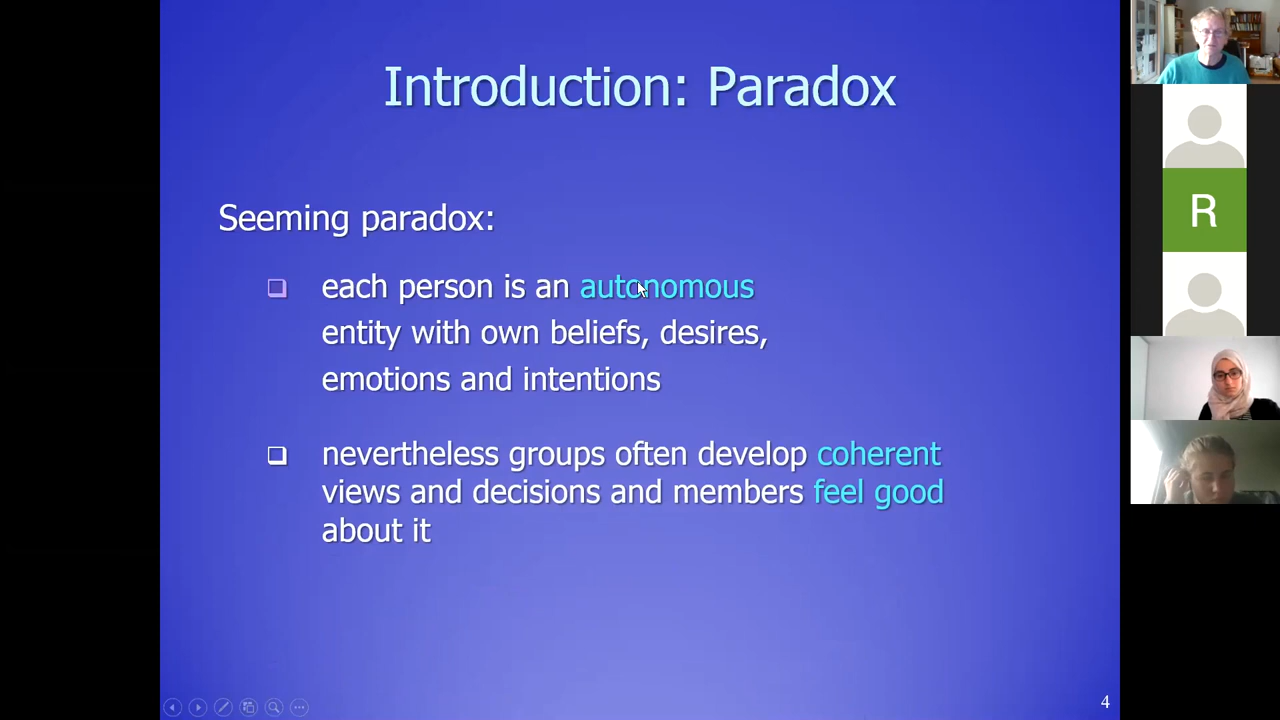 Introduction: Paradox
Seeming paradox:
each person is an autonomous
entity with own beliefs, desires,
emotions and intentions
nevertheless groups often develop coherent
views and decisions and members feel good
about it
4
R